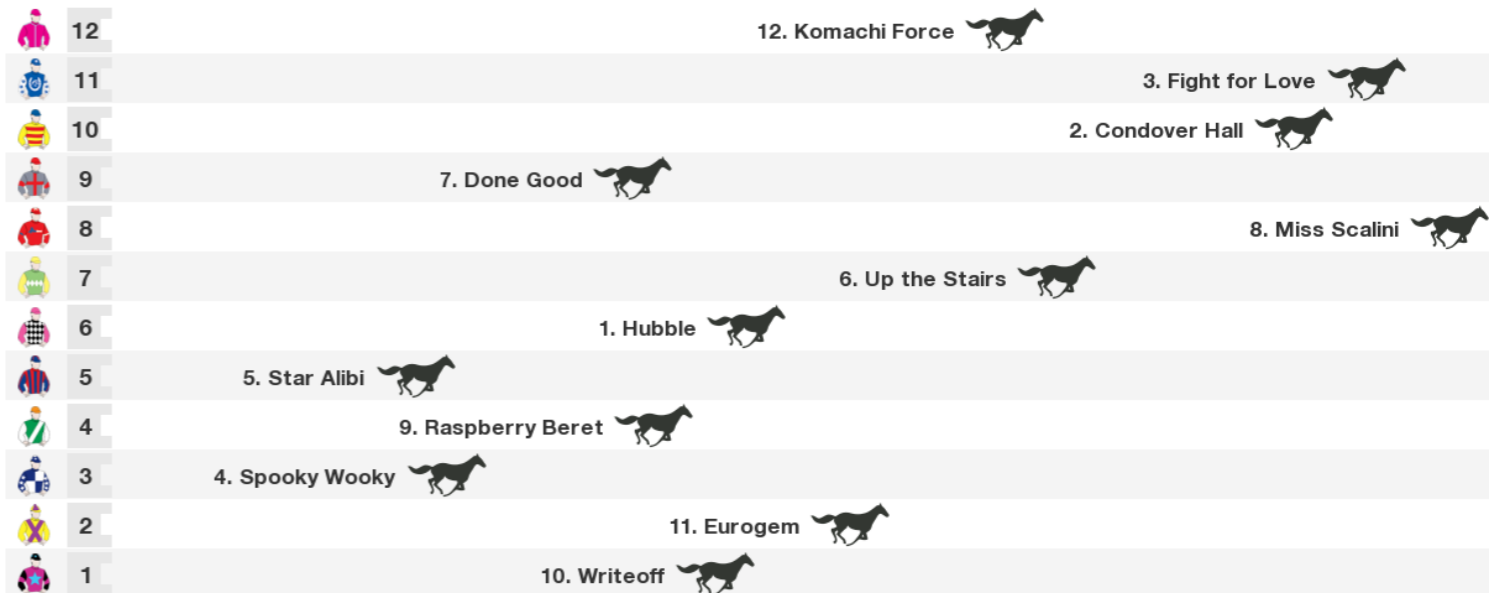 12 12. Komachi Force
11 3. Fight for Love
10 2. Condover Hall
9 7. Done Good
8 8. Miss Scalini
7 6. Up the Stairs
6 1. Hubble
5 5. Star Alibi
4 9. Raspberry Beret
3 4. Spooky Wooky
2 11. Eurogem
1 10. Writeoff